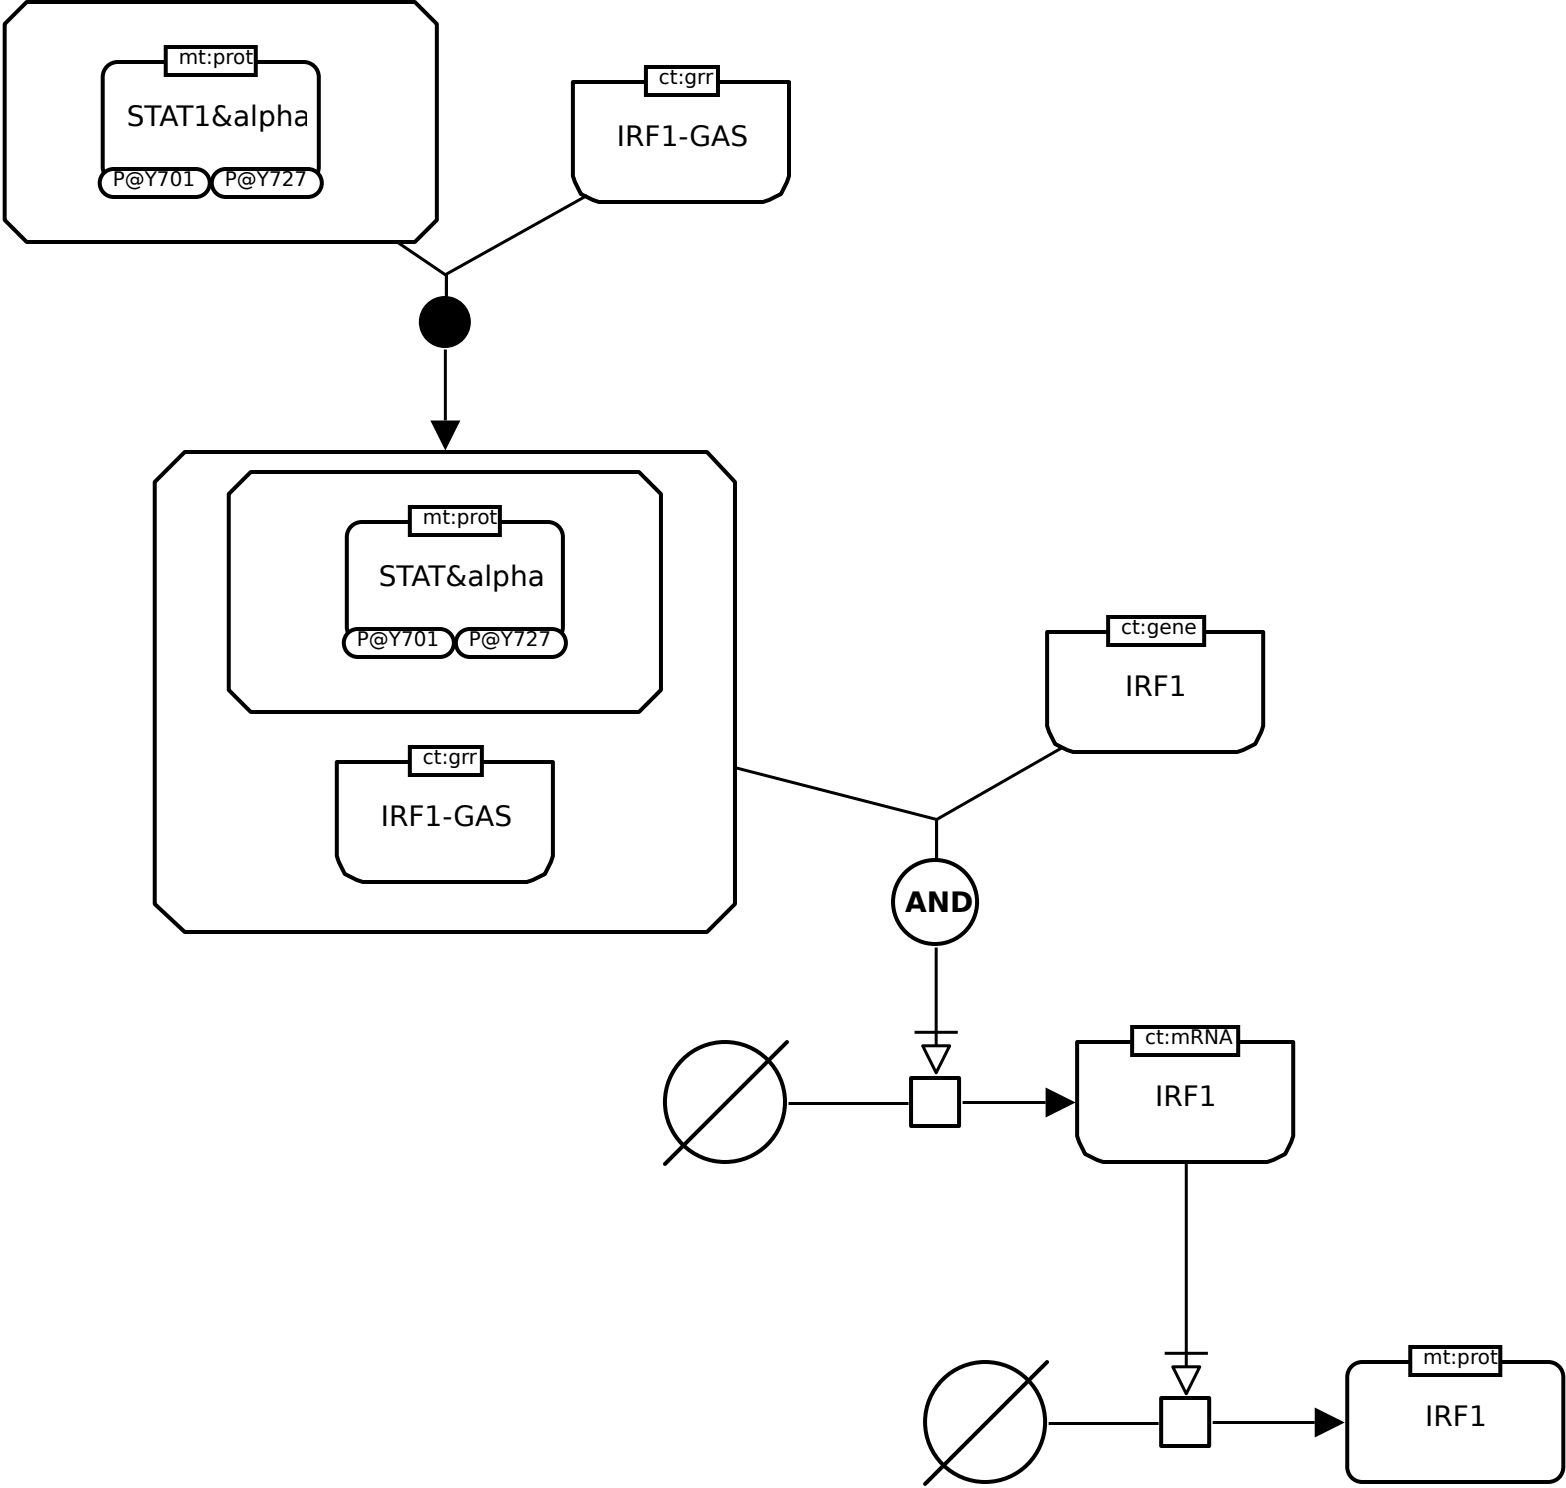 mt:prot
STAT1&alpha
P@Y701 P@Y727
ct:grr
IRF1-GAS
mt:prot
STAT&alpha
P@Y701 P@Y727
ct:grr
IRF1-GAS
ct:gene
IRF1
AND
ct:mRNA
IRF1
mt:prot
IRF1